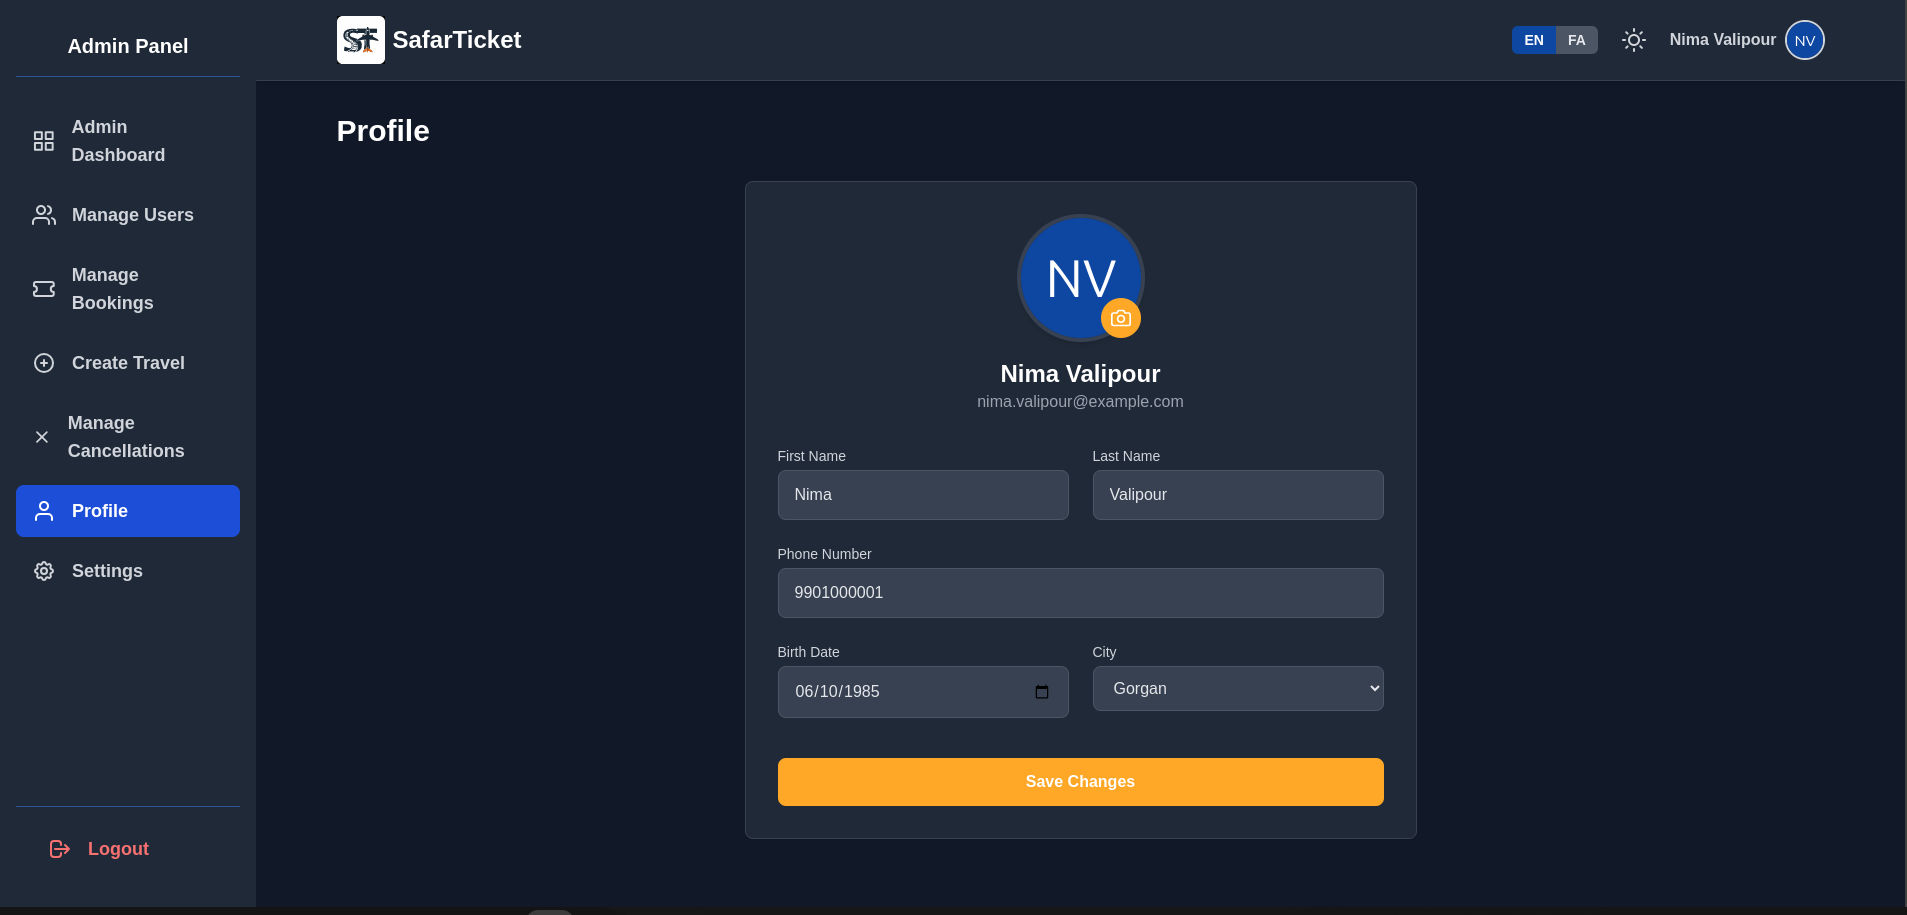 Admin Panel
Admin
Dashboard
Manage Users
Manage
Bookings
Create Travel
Manage
Cancellations
Profile
Settings
Logout
ST SafarTicket
EN FA
Nima Valipour NV
Profile
NV
Nima Valipour
nima.valipour@example.com
First Name Last Name
Nima Valipour
Phone Number
9901000001
Birth Date City
06/10/1985 Gorgan
Save Changes